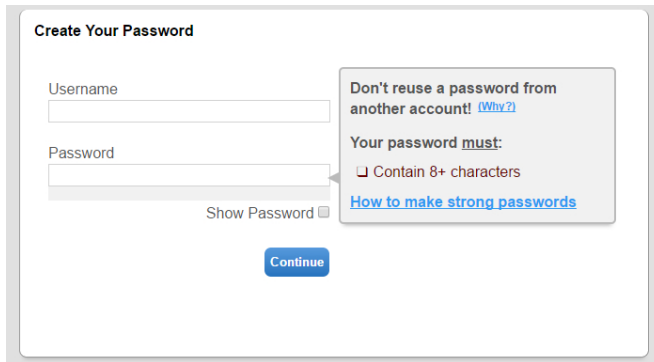 Create Your Password
Username
Don't reuse a password from
another account! (Why?)
Your password must:
Password
Contain 8+ characters
How to make strong passwords
Show Password
Continue